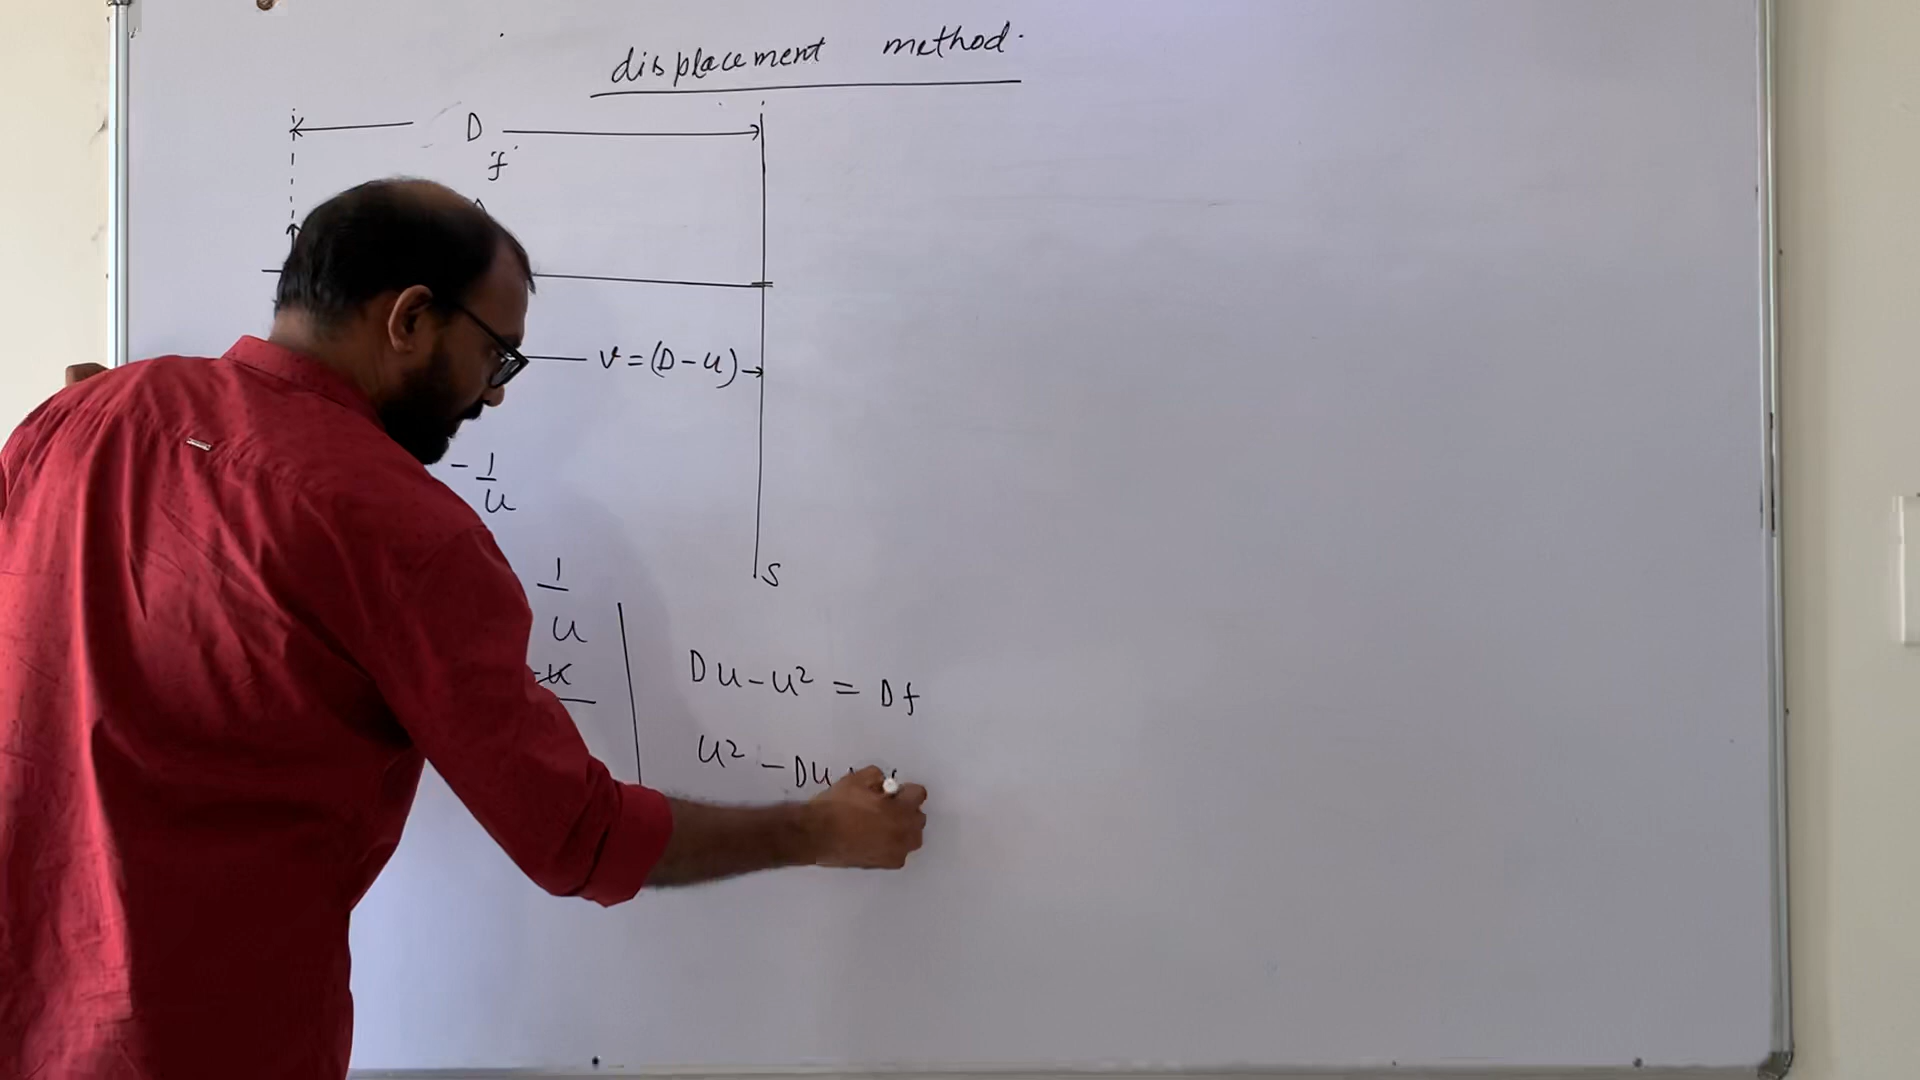 displacement method.
D
f
v = (D - u)
- 1/u
1/u
u
Du - u² = Df
u² - Du
S